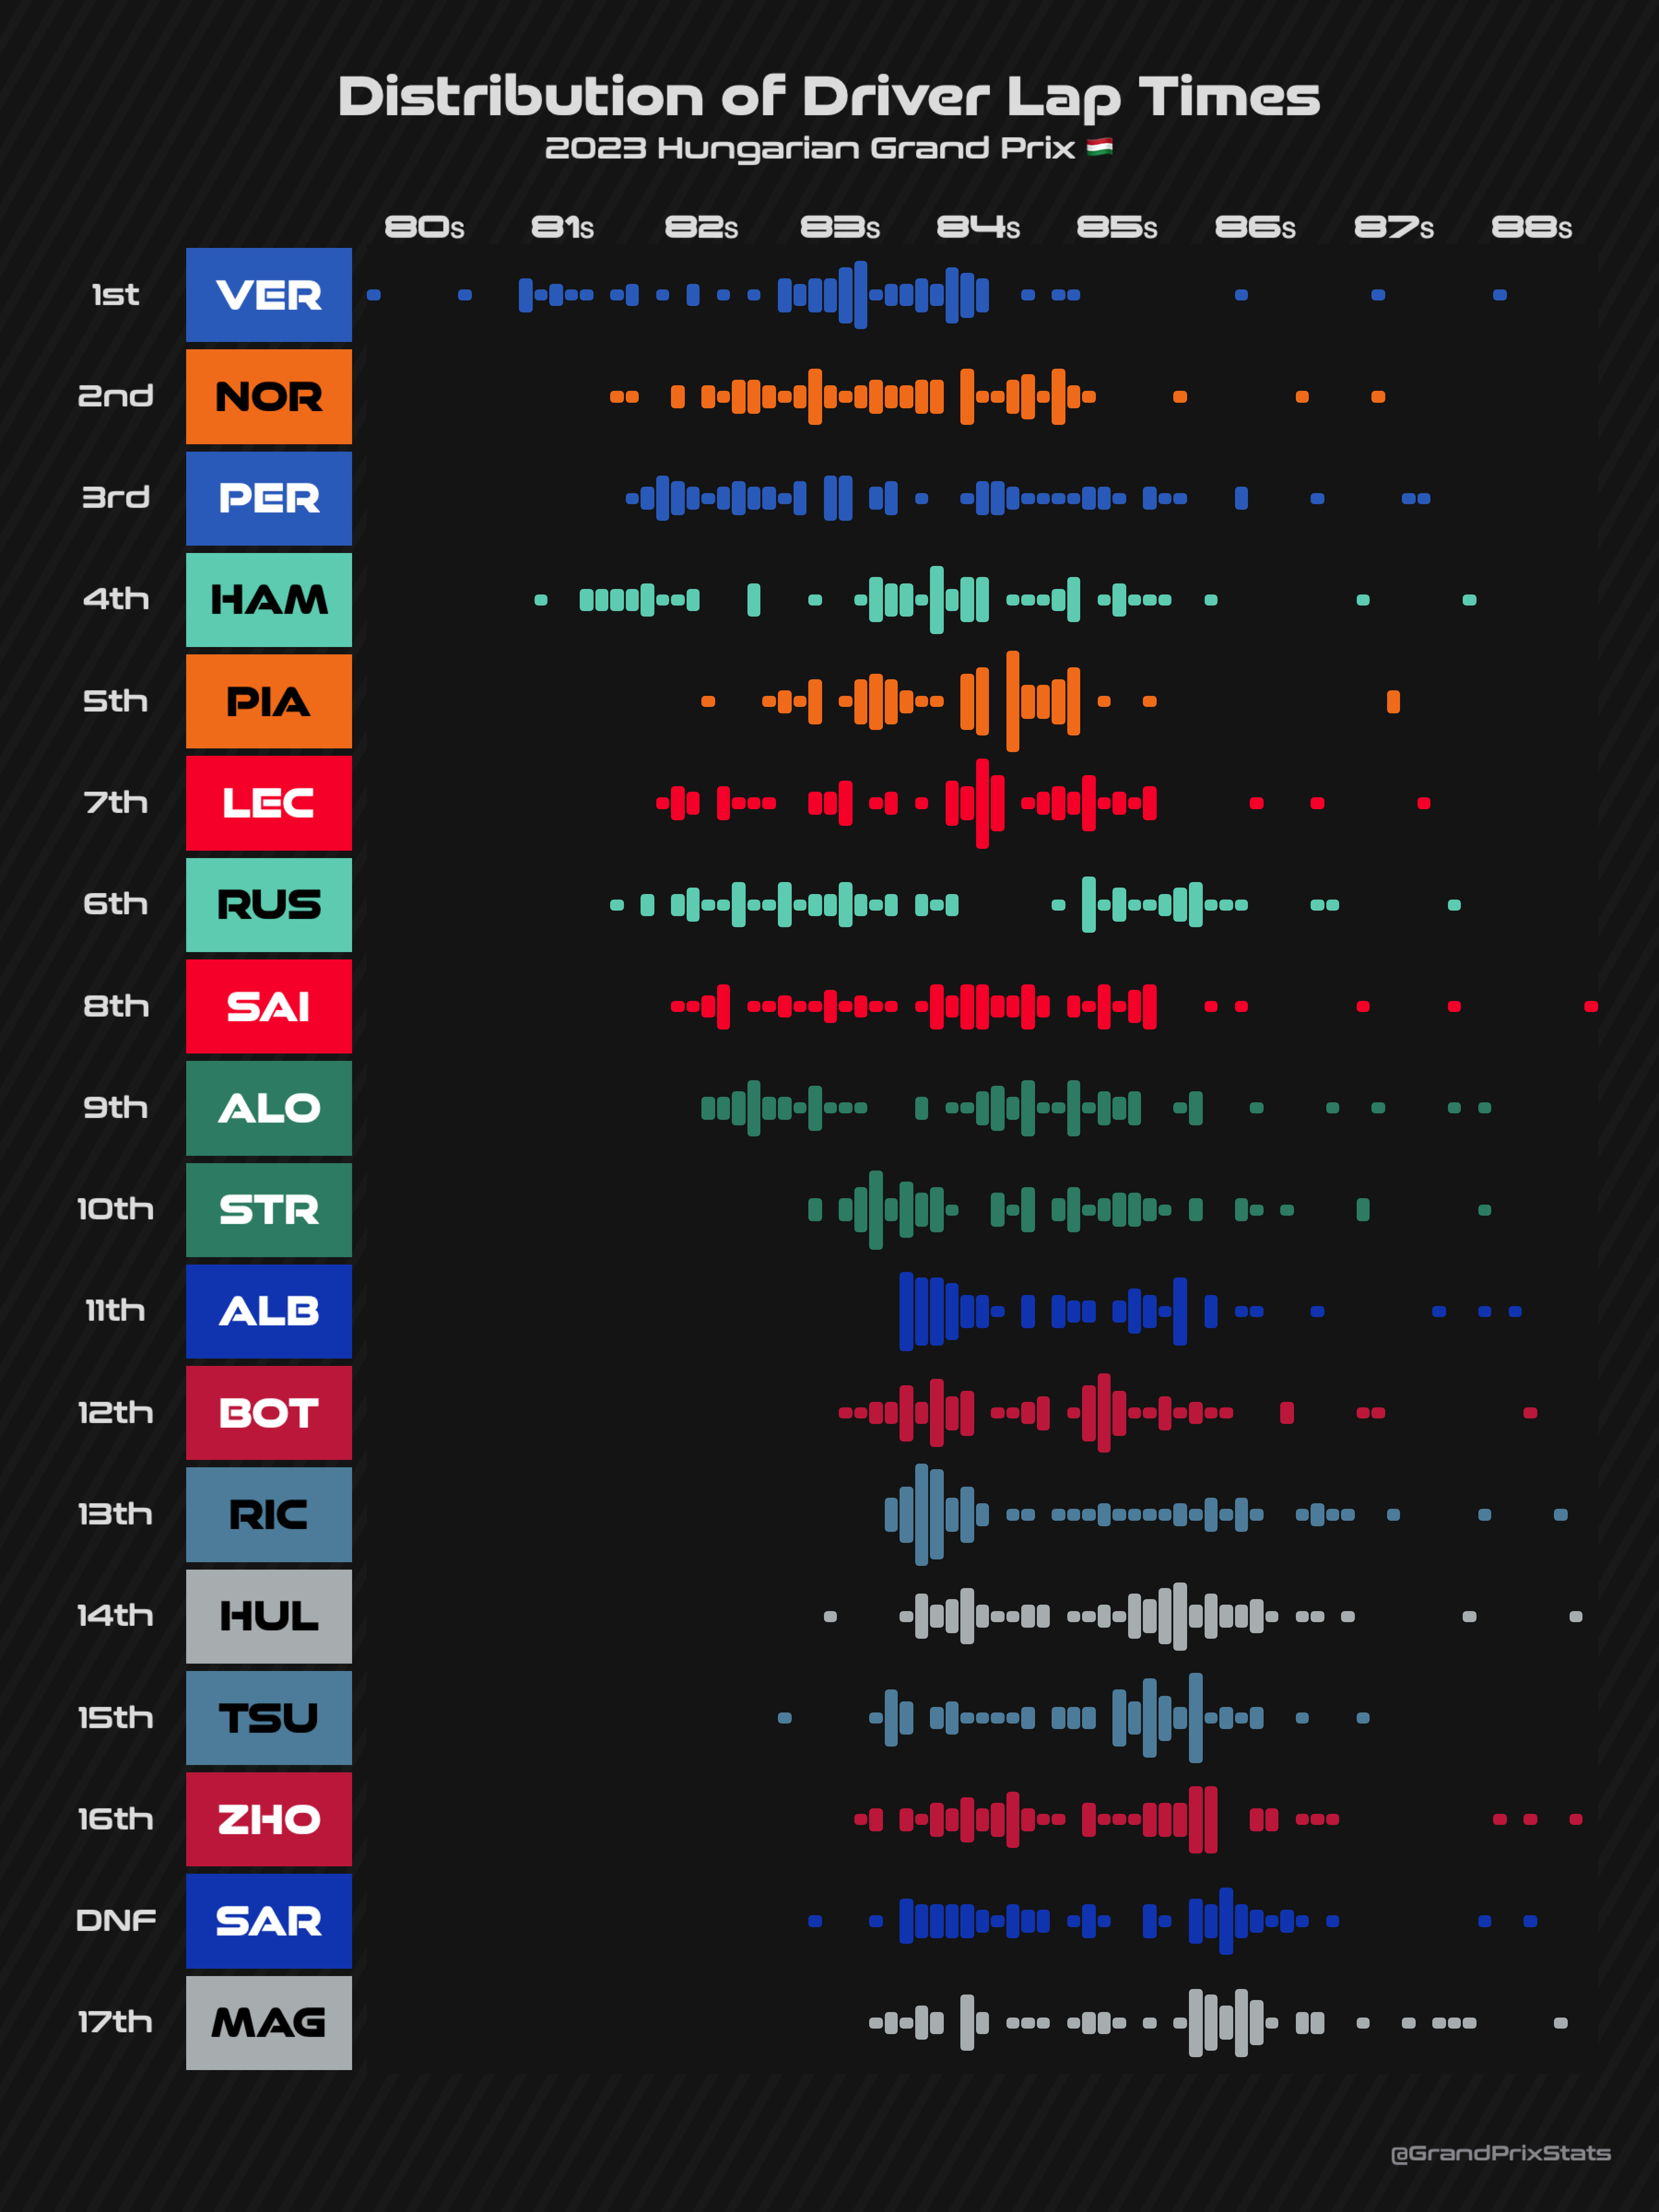 Distribution of Driver Lap Times
2023 Hungarian Grand Prix 🇭🇺
80s 81s 82s 83s 84s 85s 86s 87s 88s
1st VER
2nd NOR
3rd PER
4th HAM
5th PIA
7th LEC
6th RUS
8th SAI
9th ALO
10th STR
11th ALB
12th BOT
13th RIC
14th HUL
15th TSU
16th ZHO
DNF SAR
17th MAG
@GrandPrixStats